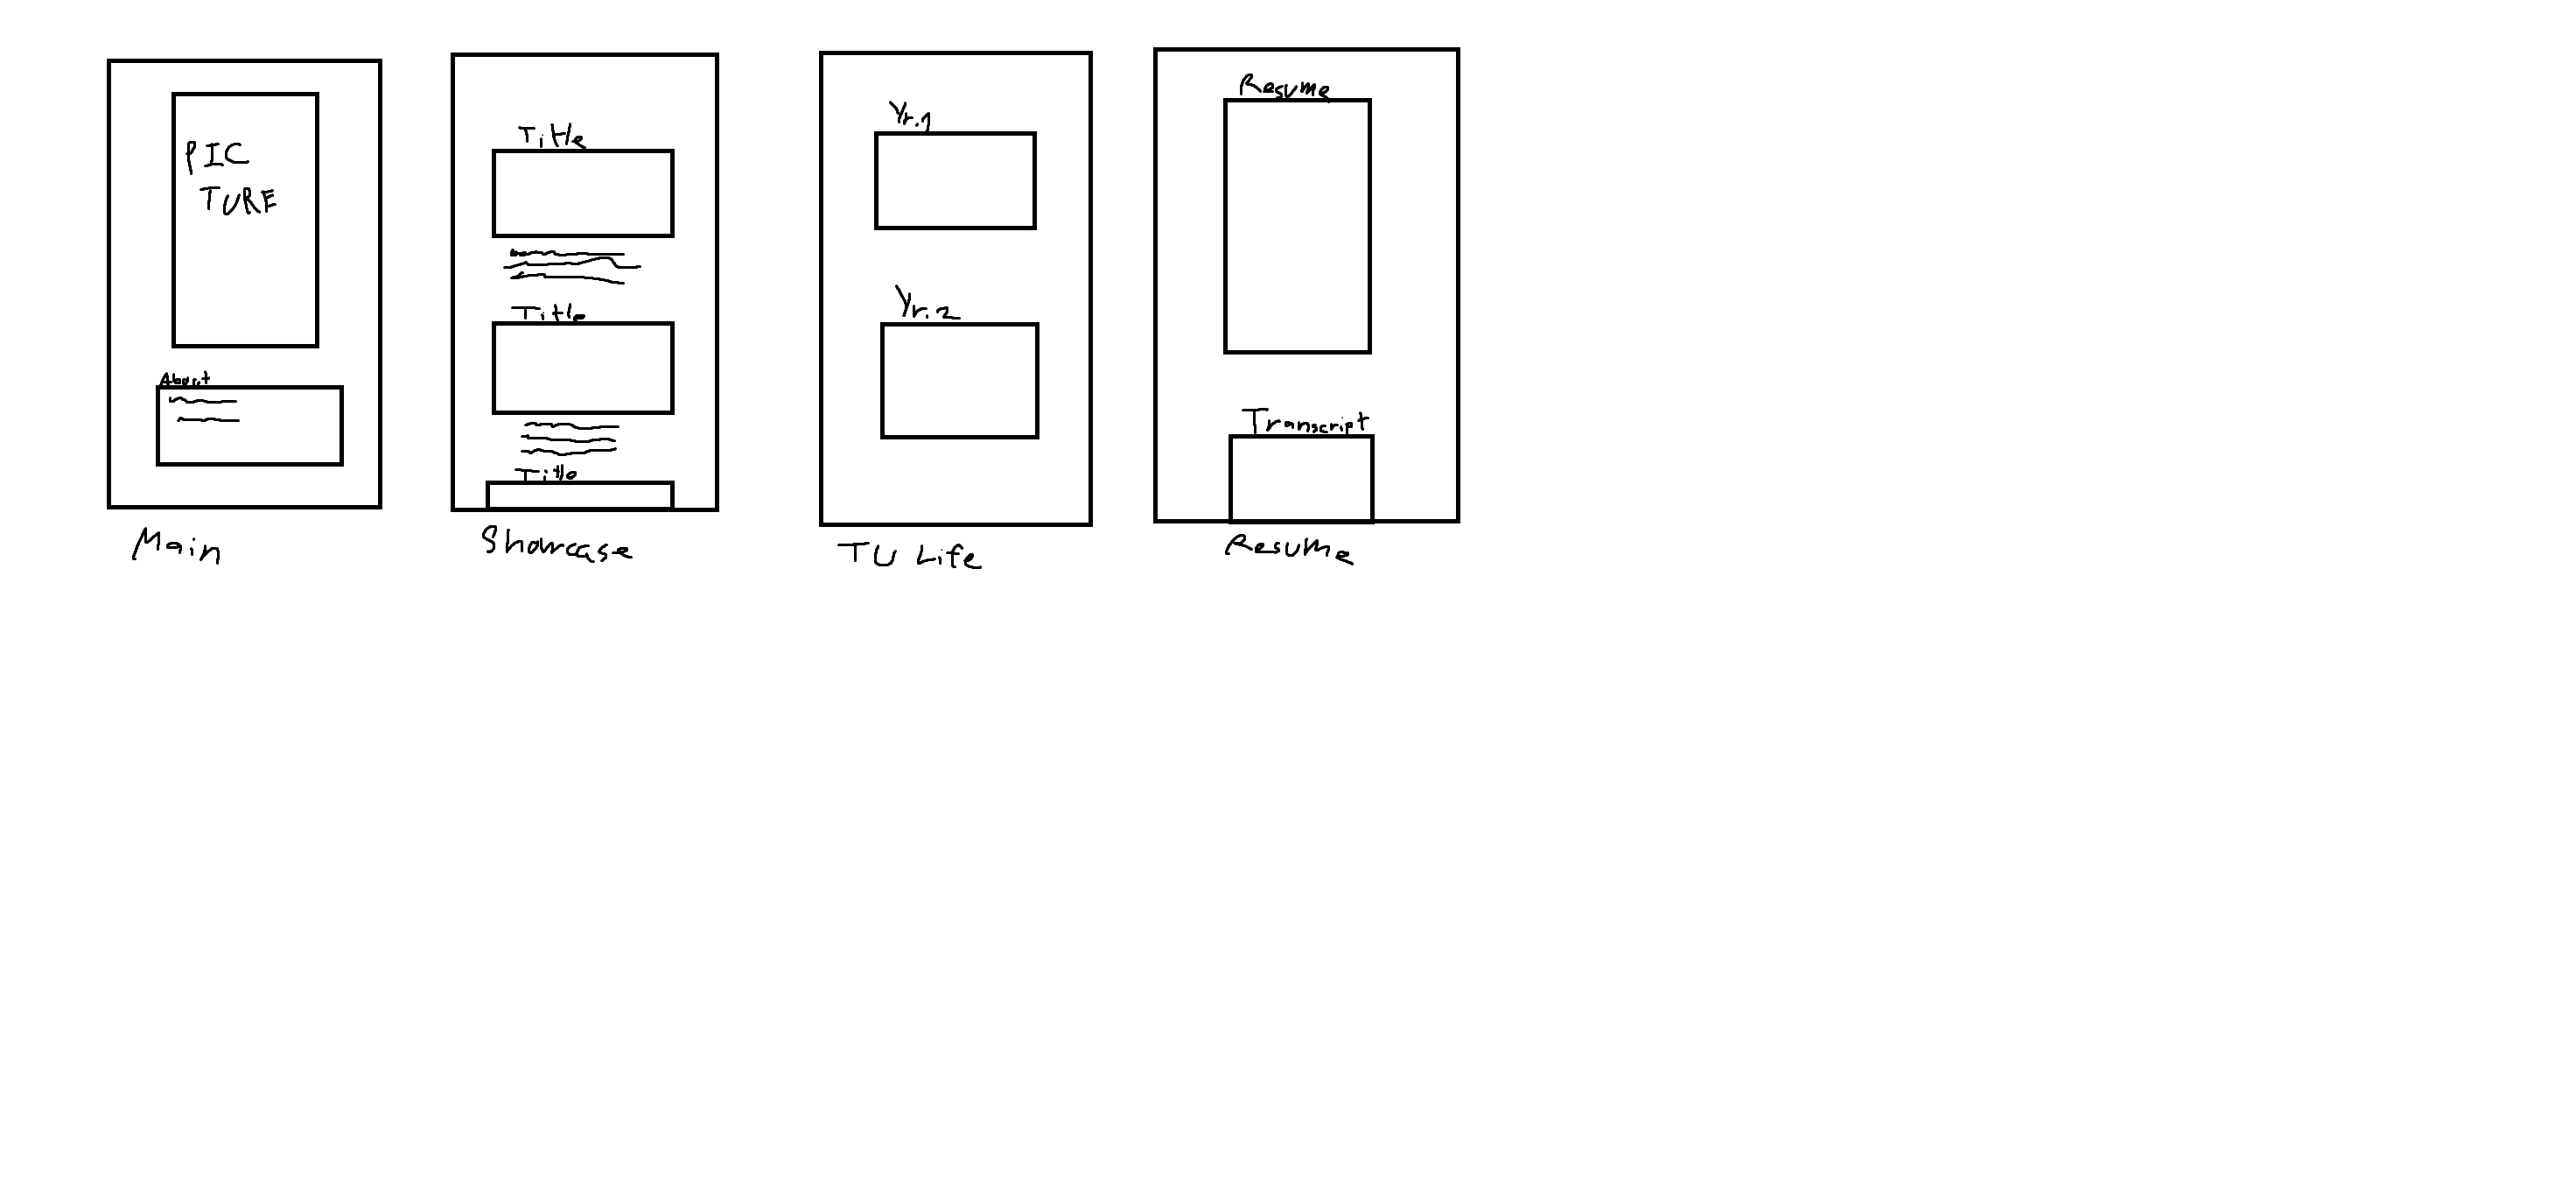 PIC
TURE
About
Main
Title
Title
Title
Showcase
Yr.1
Yr.2
TU Life
Resume
Transcript
Resume